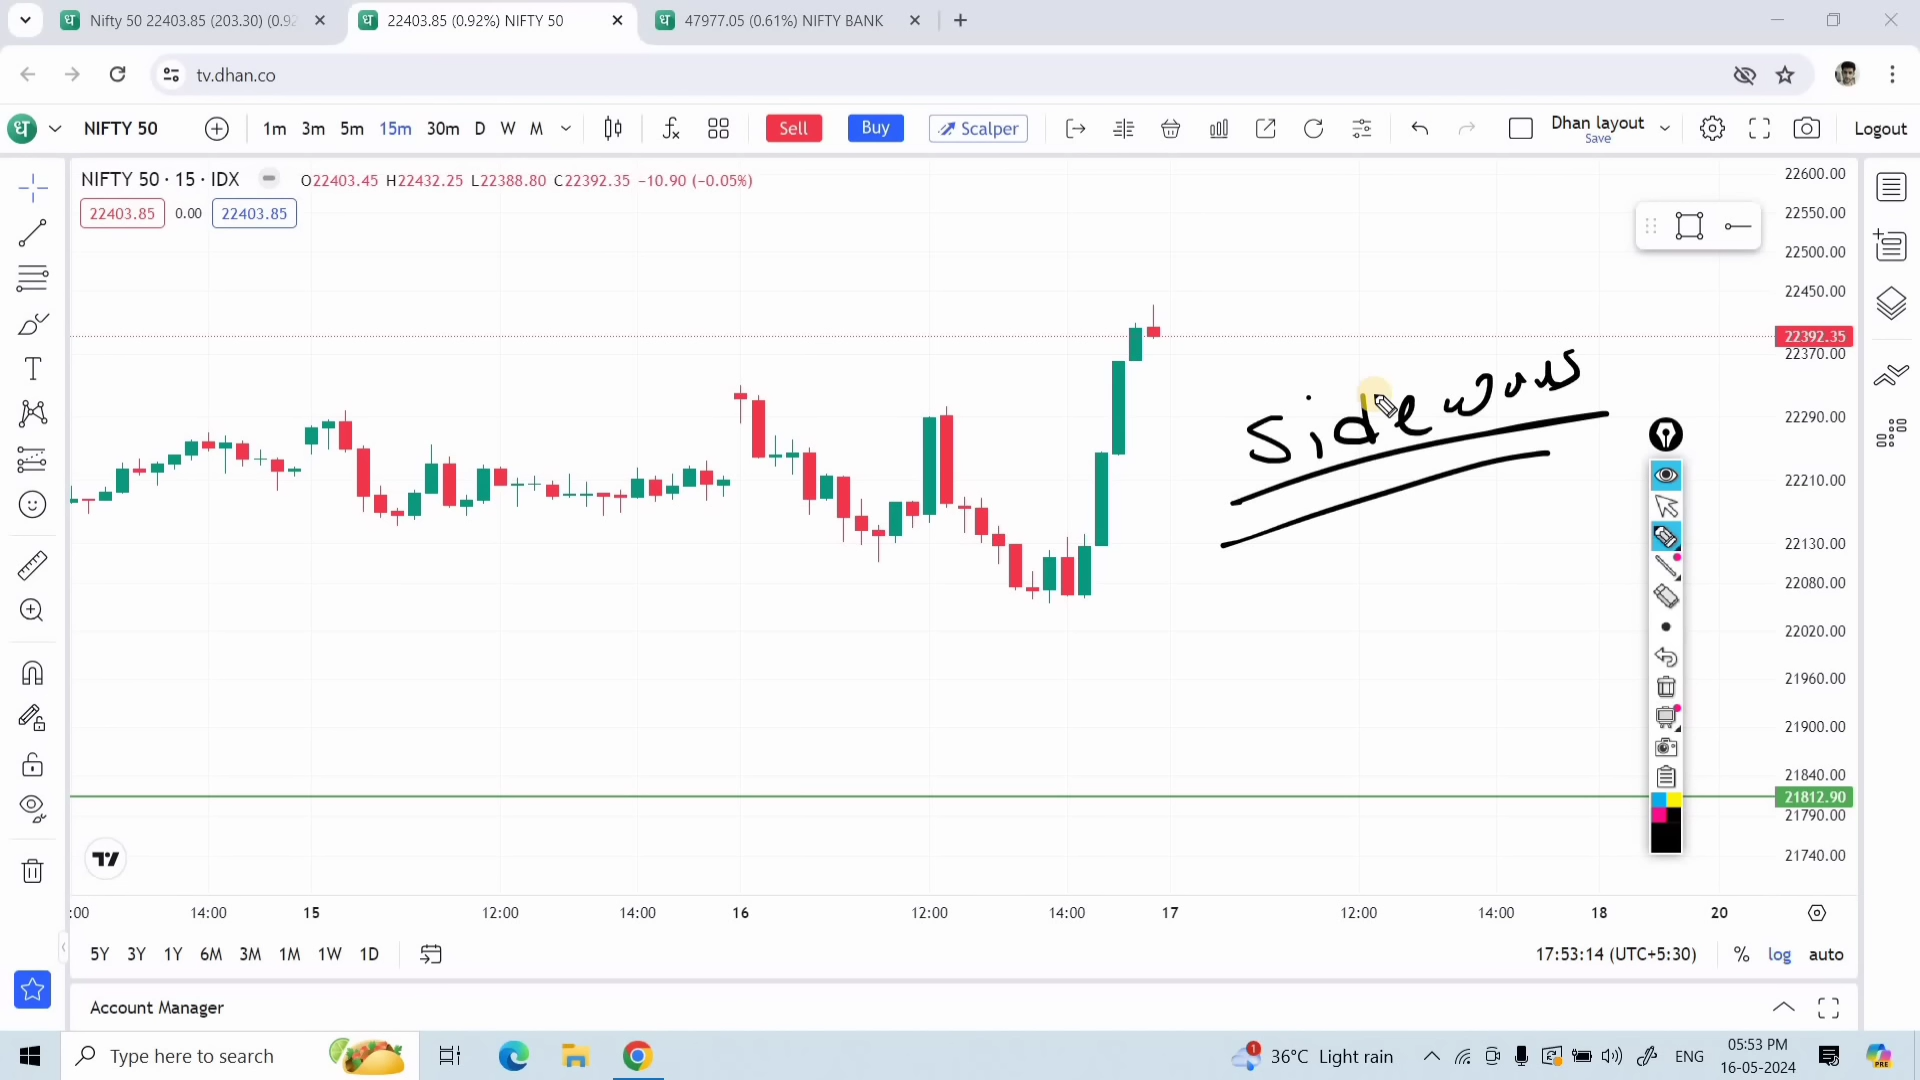 Nifty 50 22403.85 (203.30) (0.92
22403.85 (0.92%) NIFTY 50
47977.05 (0.61%) NIFTY BANK
tv.dhan.co
ध NIFTY 50 1m 3m 5m 15m 30m D W M Sell Buy Scalper Dhan layout Save Logout
NIFTY 50 · 15 · IDX O22403.45 H22432.25 L22388.80 C22392.35 −10.90 (−0.05%)
22403.85 0.00 22403.85
22600.00
22550.00
22500.00
22450.00
22392.35
22370.00
22290.00
22210.00
22130.00
22080.00
22020.00
21960.00
21900.00
21840.00
21812.90
21790.00
21740.00
Side
:00 14:00 15 12:00 14:00 16 12:00 14:00 17 12:00 14:00 18 20
5Y 3Y 1Y 6M 3M 1M 1W 1D 17:53:14 (UTC+5:30) % log auto
Account Manager
Type here to search 1 36°C Light rain ENG 05:53 PM
16-05-2024
PRE